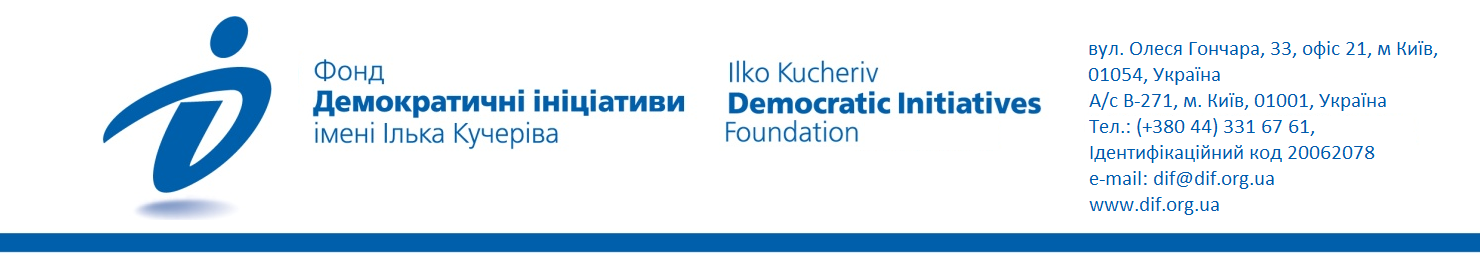 Фонд
Демократичні ініціативи
імені Ілька Кучеріва
Ilko Kucheriv
Democratic Initiatives
Foundation
вул. Олеся Гончара, 33, офіс 21, м Київ,
01054, Україна
А/с В-271, м. Київ, 01001, Україна
Тел.: (+380 44) 331 67 61,
Ідентифікаційний код 20062078
e-mail: dif@dif.org.ua
www.dif.org.ua